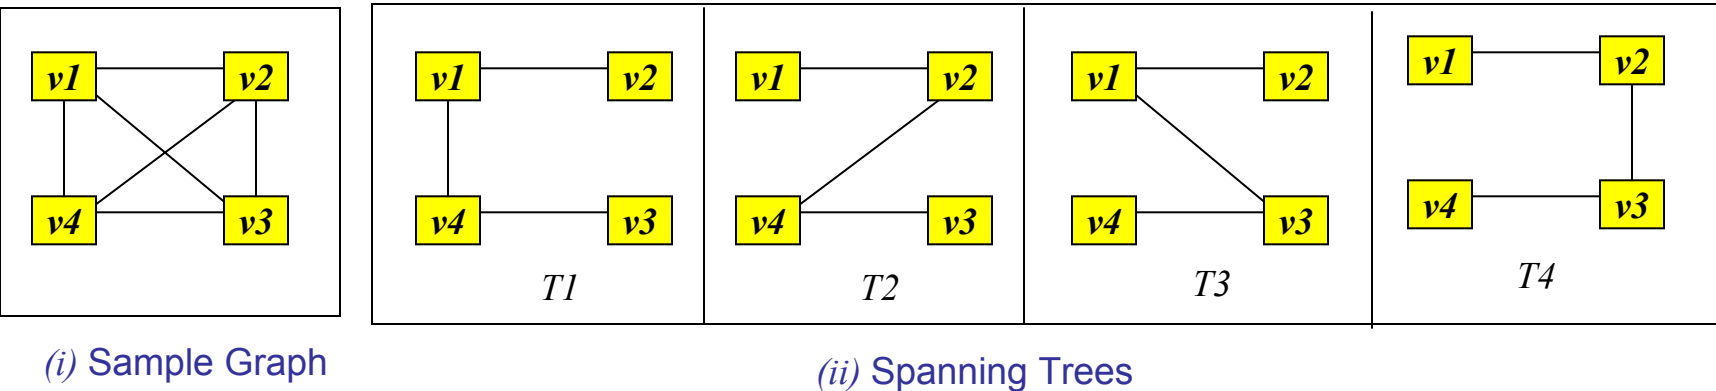 v1 v2 v1 v2 v1 v2 v1 v2 v1 v2
v4 v3 v4 v3 v4 v3 v4 v3 v4 v3
T1 T2 T3 T4
(i) Sample Graph
(ii) Spanning Trees